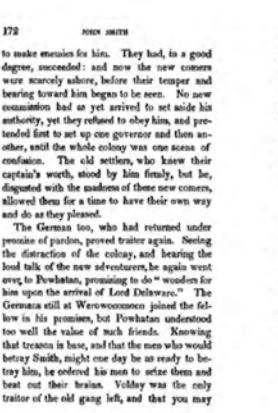 172 JOHN SMITH
to make enemies for him. They had, in a good
degree, succeeded: and now the new comers
were scarcely ashore, before their temper and
bearing toward him began to be seen. No new
commission had as yet arrived to set aside his
authority, yet they refused to obey him, and pre-
tended first to set up one governor and then an-
other, until the whole colony was one scene of
confusion. The old settlers, who knew their
captain's worth, stood by him firmly, but he,
disgusted with the madness of these new comers,
allowed them for a time to have their own way
and do as they pleased.
The German too, who had returned under
promise of pardon, proved traitor again. Seeing
the distraction of the colony, and hearing the
loud talk of the new adventurers, he again went
over to Powhatan, promising to do "wonders for
him upon the arrival of Lord Delaware." The
Germans still at Werowocomoco joined the fel-
low in his promises, but Powhatan understood
too well the value of such friends. Knowing
that treason is base, and that the men who would
betray Smith, might one day be as ready to be-
tray him, he ordered his men to seize them and
beat out their brains. Volday was the only
traitor of the old gang left, and that you may